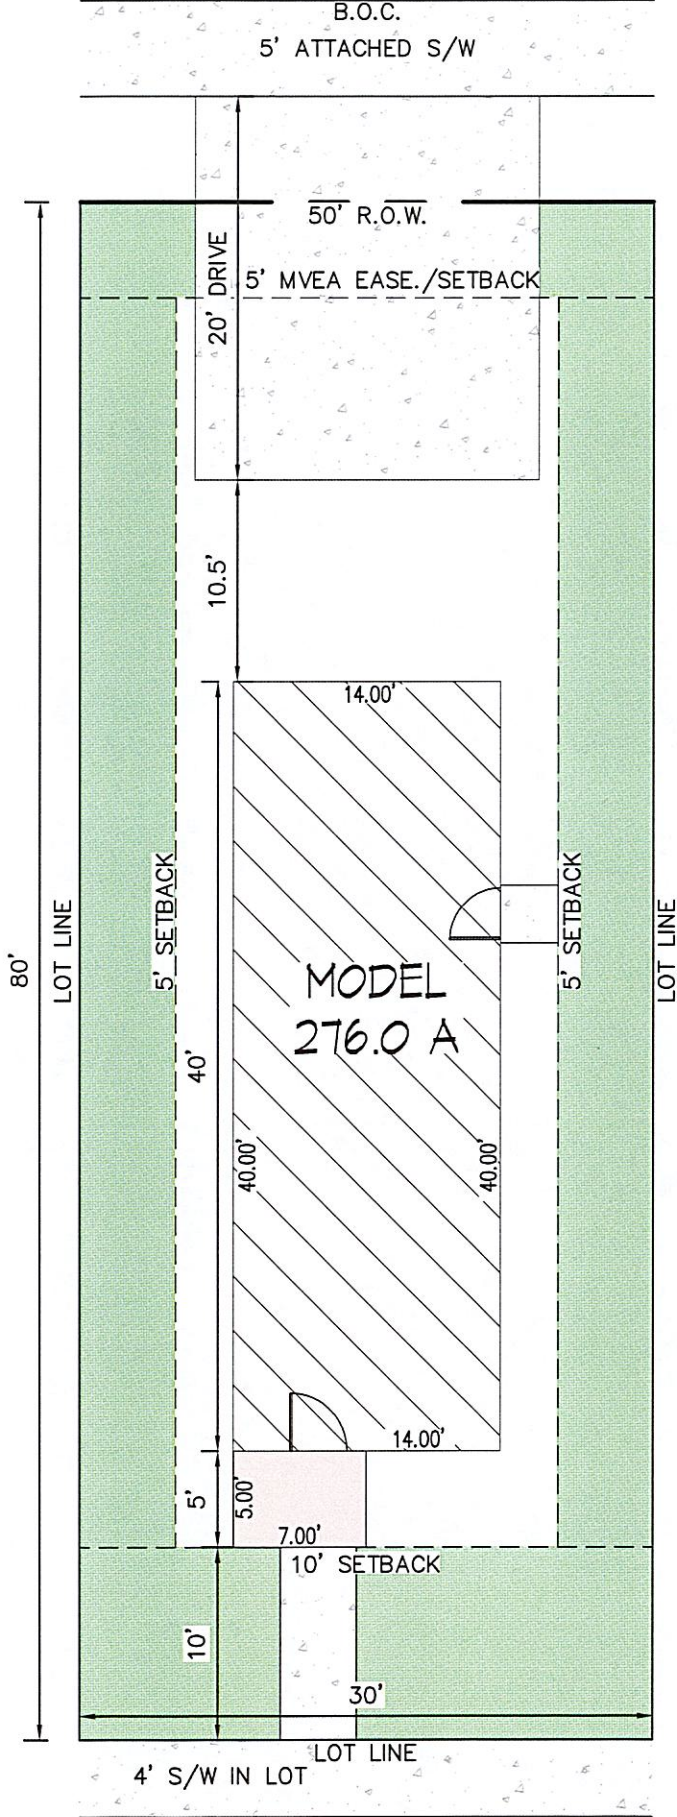 B.O.C.
5' ATTACHED S/W
50' R.O.W.
20' DRIVE
5' MVEA EASE./SETBACK
10.5'
14.00'
80'
LOT LINE
5' SETBACK
5' SETBACK
LOT LINE
MODEL
276.0 A
40'
40.00'
40.00'
14.00'
5'
5.00'
7.00'
10' SETBACK
10'
30'
LOT LINE
4' S/W IN LOT